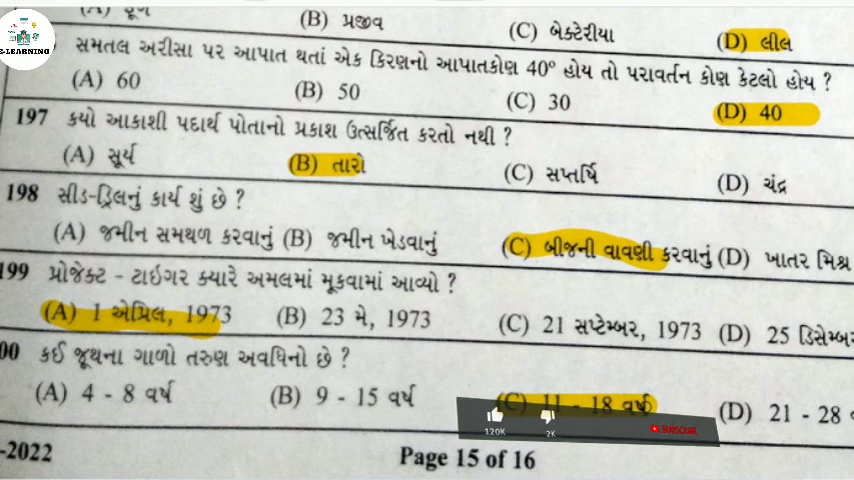 E-LEARNING
(B) પ્રજીવ (C) બેક્ટેરીયા (D) લીલ
સમતલ અરીસા પર આપાત થતાં એક કિરણનો આપાતકોણ 40° હોય તો પરાવર્તન કોણ કેટલો હોય ?
(A) 60 (B) 50 (C) 30 (D) 40
197 કયો આકાશી પદાર્થ પોતાનો પ્રકાશ ઉત્સર્જિત કરતો નથી ?
(A) સૂર્ય (B) તારો (C) સપ્તર્ષિ (D) ચંદ્ર
198 સીડ-ડ્રિલનું કાર્ય શું છે ?
(A) જમીન સમથળ કરવાનું (B) જમીન ખેડવાનું (C) બીજની વાવણી કરવાનું (D) ખાતર મિશ્ર
199 પ્રોજેક્ટ - ટાઇગર ક્યારે અમલમાં મૂકવામાં આવ્યો ?
(A) 1 એપ્રિલ, 1973 (B) 23 મે, 1973 (C) 21 સપ્ટેમ્બર, 1973 (D) 25 ડિસેમ્બર
00 કઈ જૂથના ગાળો તરુણ અવધિનો છે ?
(A) 4 - 8 વર્ષ (B) 9 - 15 વર્ષ (C) 11 - 18 વર્ષ (D) 21 - 28
120K 2K SUBSCRIBE
-2022 Page 15 of 16